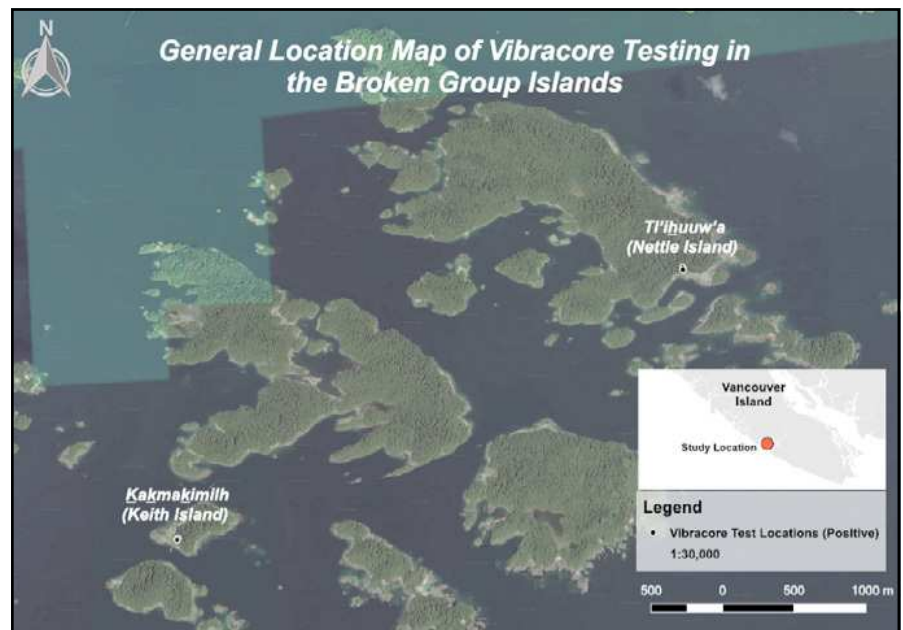 N
General Location Map of Vibracore Testing in
the Broken Group Islands
Tl'ihuuw'a
(Nettle Island)
Vancouver
Island
Study Location
Kakmakimilh
(Keith Island)
Legend
Vibracore Test Locations (Positive)
1:30,000
500 0 500 1000 m